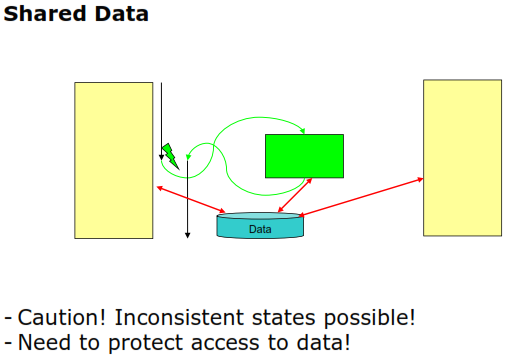 Shared Data
Data
- Caution! Inconsistent states possible!
- Need to protect access to data!